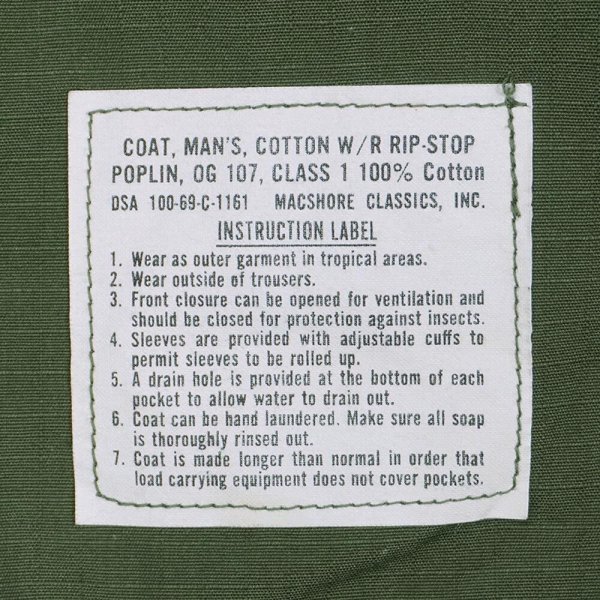 COAT, MAN'S, COTTON W/R RIP-STOP
POPLIN, OG 107, CLASS 1 100% Cotton
DSA 100-69-C-1161 MACSHORE CLASSICS, INC.
INSTRUCTION LABEL
1. Wear as outer garment in tropical areas.
2. Wear outside of trousers.
3. Front closure can be opened for ventilation and
should be closed for protection against insects.
4. Sleeves are provided with adjustable cuffs to
permit sleeves to be rolled up.
5. A drain hole is provided at the bottom of each
pocket to allow water to drain out.
6. Coat can be hand laundered. Make sure all soap
is thoroughly rinsed out.
7. Coat is made longer than normal in order that
load carrying equipment does not cover pockets.